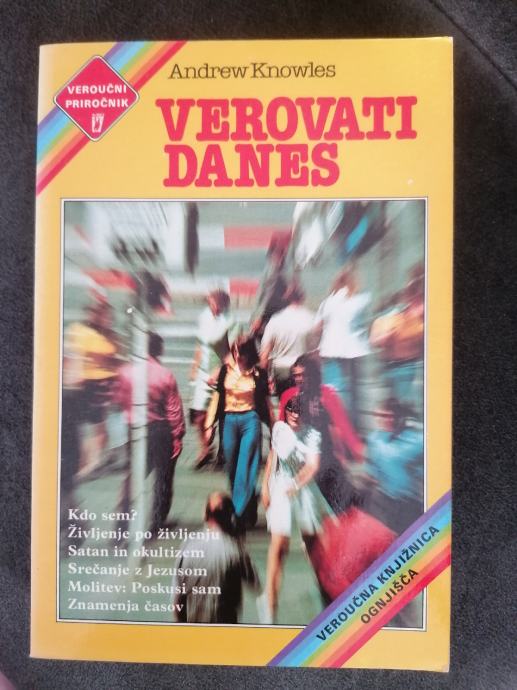 VEROUČNI
PRIROČNIK
Andrew Knowles
VEROVATI
DANES
Kdo sem?
Življenje po življenju
Satan in okultizem
Srečanje z Jezusom
Molitev: Poskusi sam
Znamenja časov
VEROUČNA KNJIŽNICA
OGNJIŠČA